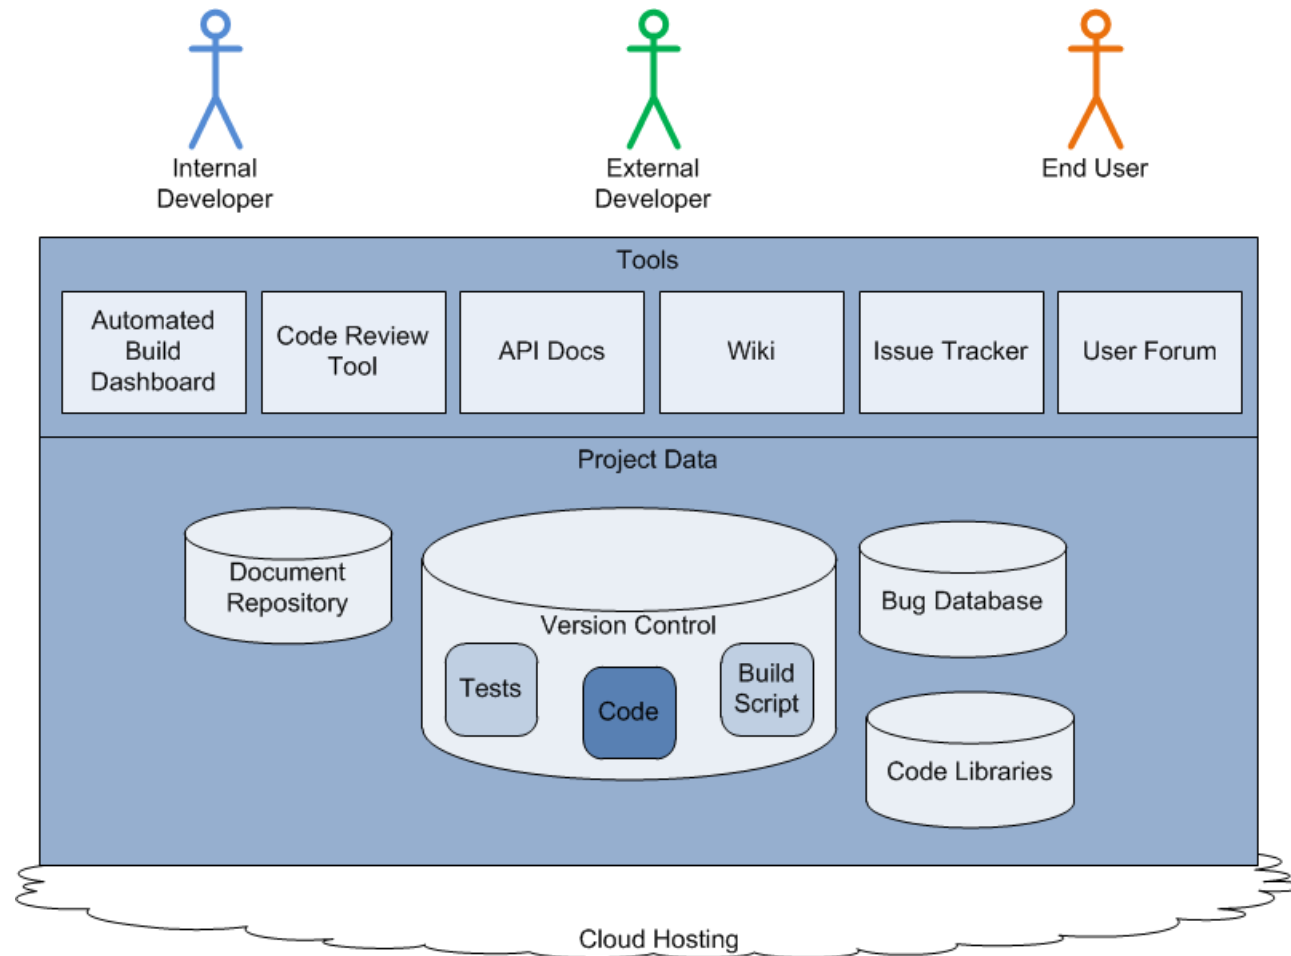 Internal
Developer
External
Developer
End User
Tools
Automated
Build
Dashboard
Code Review
Tool
API Docs
Wiki
Issue Tracker
User Forum
Project Data
Document
Repository
Version Control
Tests
Code
Build
Script
Bug Database
Code Libraries
Cloud Hosting